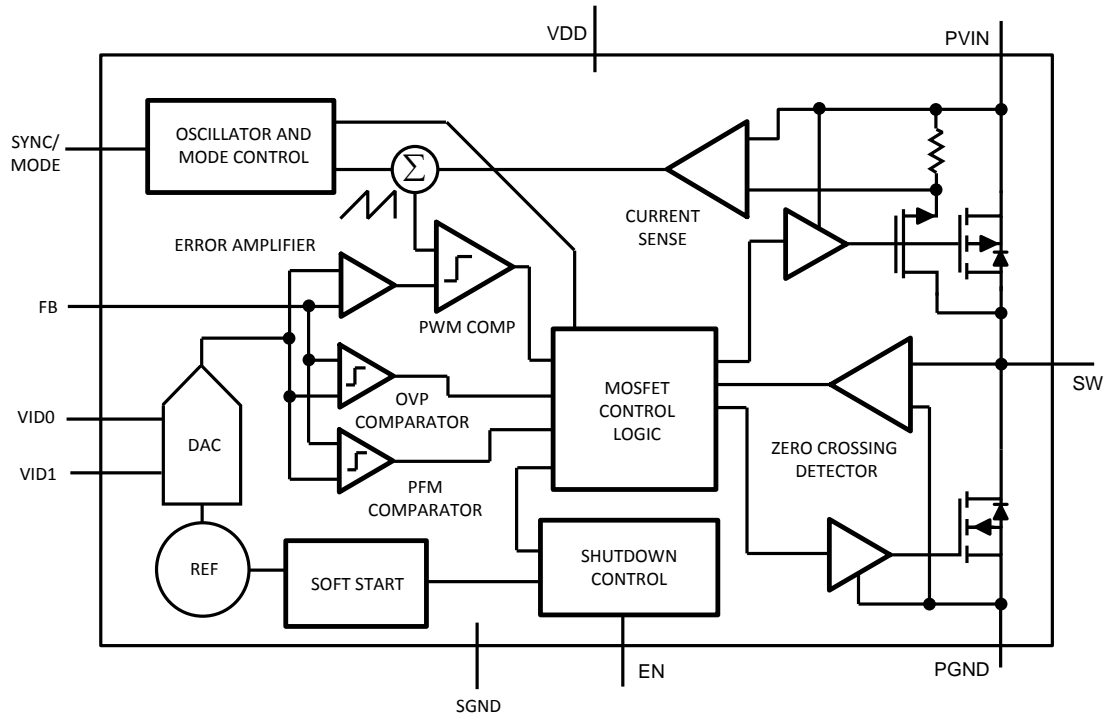 VDD
PVIN
SYNC/
MODE
OSCILLATOR AND
MODE CONTROL
Σ
CURRENT
SENSE
ERROR AMPLIFIER
FB
PWM COMP
MOSFET
CONTROL
LOGIC
SW
OVP
COMPARATOR
VID0
DAC
VID1
ZERO CROSSING
DETECTOR
PFM
COMPARATOR
REF
SOFT START
SHUTDOWN
CONTROL
SGND
EN
PGND